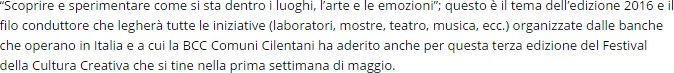 “Scoprire e sperimentare come si sta dentro i luoghi, l’arte e le emozioni”; questo è il tema dell’edizione 2016 e il
filo conduttore che legherà tutte le iniziative (laboratori, mostre, teatro, musica, ecc.) organizzate dalle banche
che operano in Italia e a cui la BCC Comuni Cilentani ha aderito anche per questa terza edizione del Festival
della Cultura Creativa che si tine nella prima settimana di maggio.